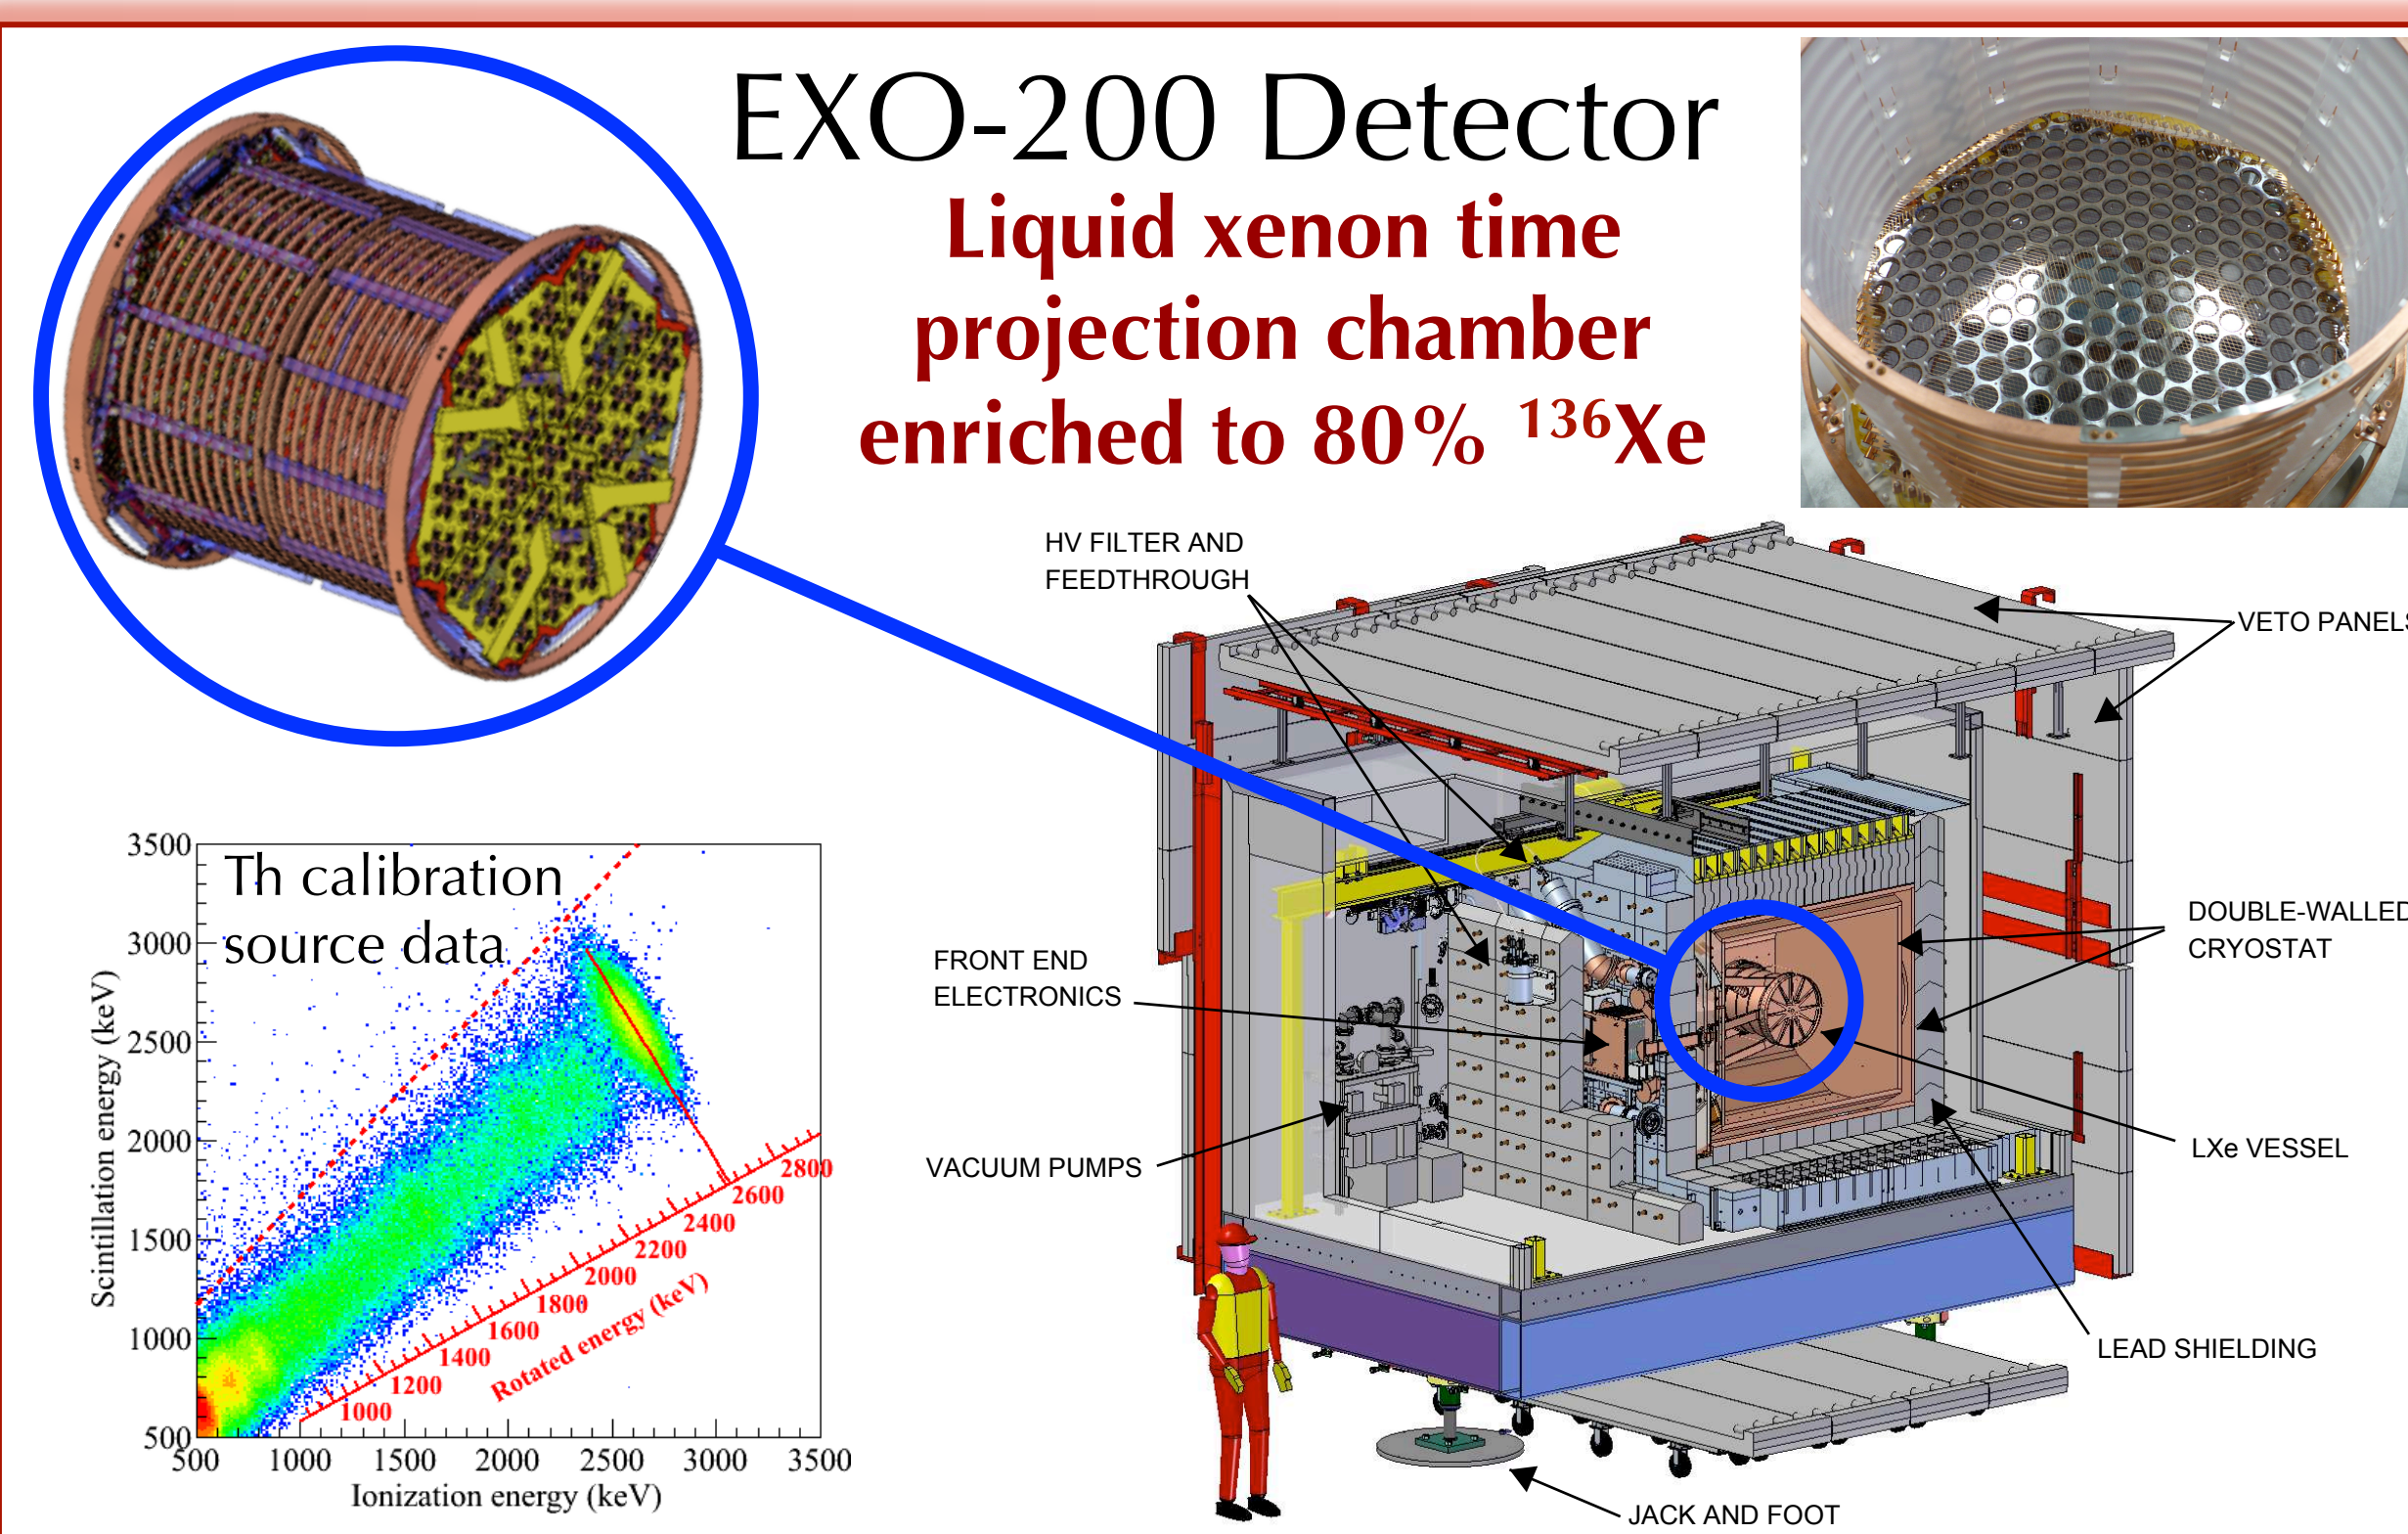 EXO-200 Detector
Liquid xenon time
projection chamber
enriched to 80% ¹³⁶Xe
HV FILTER AND
FEEDTHROUGH
VETO PANELS
DOUBLE-WALLED
CRYOSTAT
FRONT END
ELECTRONICS
VACUUM PUMPS
LXe VESSEL
LEAD SHIELDING
JACK AND FOOT
Th calibration
source data
Scintillation energy (keV)
3500
3000
2500
2000
1500
1000
500
500 1000 1500 2000 2500 3000 3500
Ionization energy (keV)
1000 1200 1400 1600 1800 2000 2200 2400 2600 2800
Rotated energy (keV)